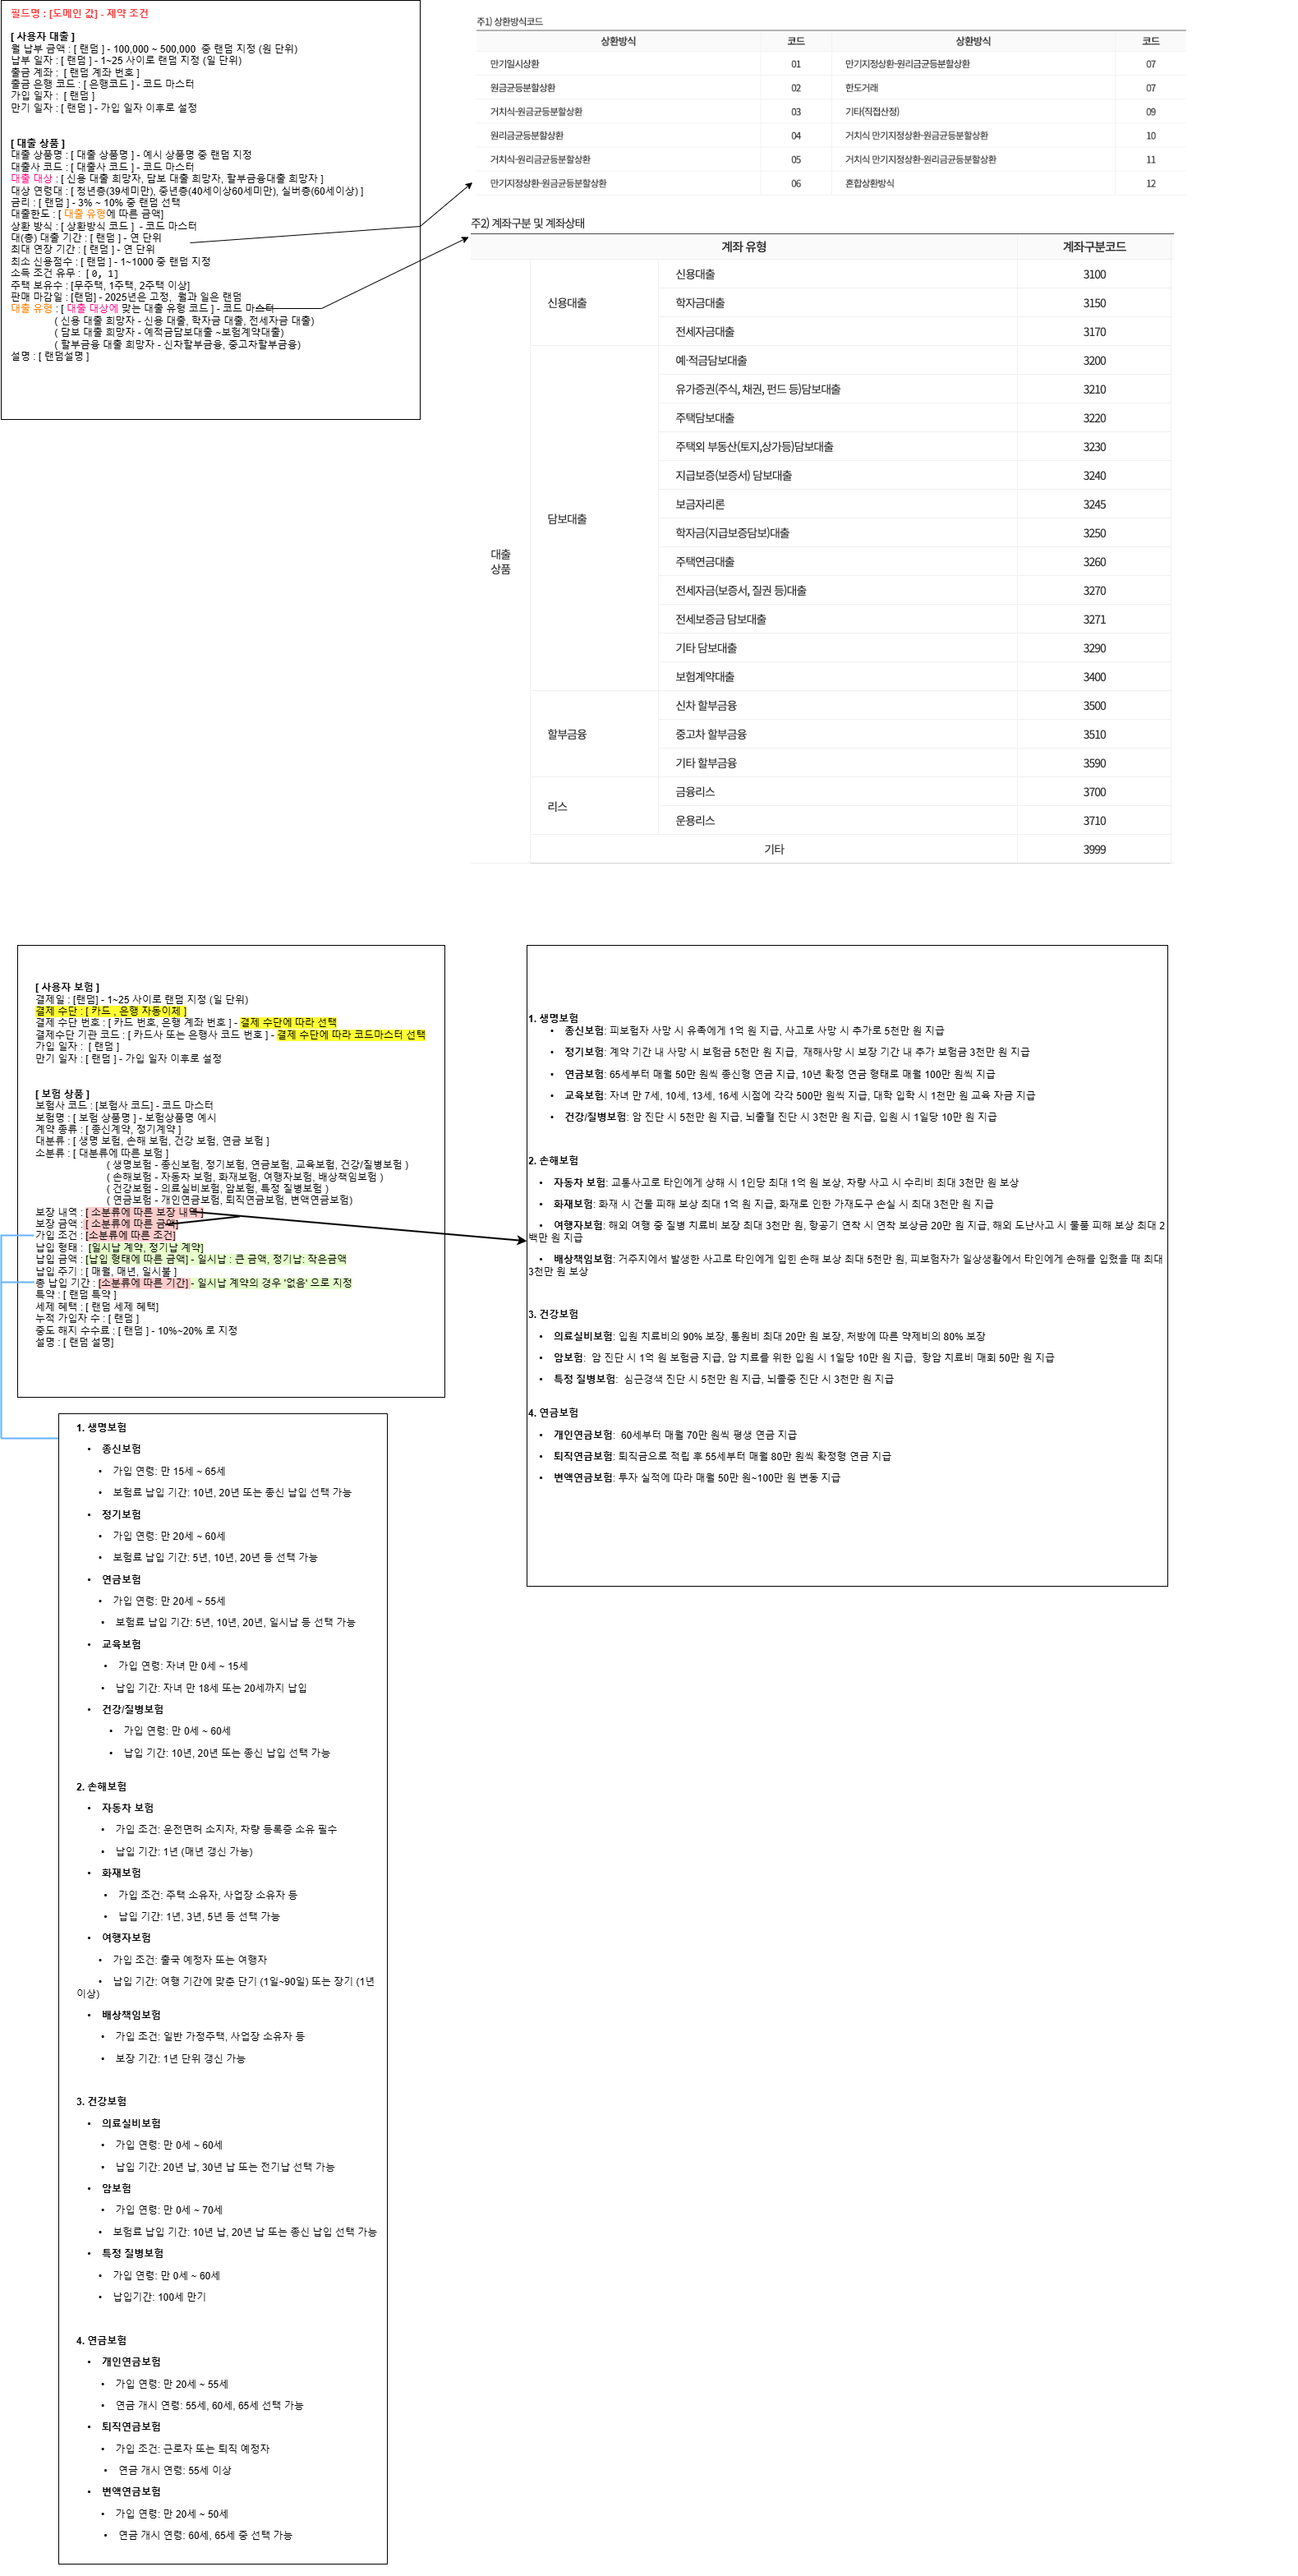 필드명 : [도메인 값] - 제약 조건
[ 사용자 대출 ]
월 납부 금액 : [ 랜덤 ] - 100,000 ~ 500,000 중 랜덤 지정 (원 단위)
납부 일자 : [ 랜덤 ] - 1~25 사이로 랜덤 지정 (일 단위)
출금 계좌 : [ 랜덤 계좌 번호 ]
출금 은행 코드 : [ 은행코드 ] - 코드 마스터
가입 일자 : [ 랜덤 ]
만기 일자 : [ 랜덤 ] - 가입 일자 이후로 설정
[ 대출 상품 ]
대출 상품명 : [ 대출 상품명 ] - 예시 상품명 중 랜덤 지정
대출사 코드 : [ 대출사 코드 ] - 코드 마스터
대출 대상 : [ 신용 대출 희망자, 담보 대출 희망자, 할부금융대출 희망자 ]
대상 연령대 : [ 청년층(39세미만), 중년층(40세이상60세미만), 실버층(60세이상) ]
금리 : [ 랜덤 ] - 3% ~ 10% 중 랜덤 선택
대출한도 : [ 대출 유형에 따른 금액]
상환 방식 : [ 상환방식 코드 ] - 코드 마스터
대(총) 대출 기간 : [ 랜덤 ] - 연 단위
최대 연장 기간 : [ 랜덤 ] - 연 단위
최소 신용점수 : [ 랜덤 ] - 1~1000 중 랜덤 지정
소득 조건 유무 : [0, 1]
주택 보유수 : [무주택, 1주택, 2주택 이상]
판매 마감일 : [랜덤] - 2025년은 고정, 월과 일은 랜덤
대출 유형 : [ 대출 대상에 맞는 대출 유형 코드 ] - 코드 마스터
( 신용 대출 희망자 - 신용 대출, 학자금 대출, 전세자금 대출)
( 담보 대출 희망자 - 예적금담보대출 ~보험계약대출)
( 할부금융 대출 희망자 - 신차할부금융, 중고차할부금융)
설명 : [ 랜덤설명 ]
주1) 상환방식코드
상환방식 코드 상환방식 코드
만기일시상환 01 만기지정상환-원리금균등분할상환 07
원금균등분할상환 02 한도거래 07
거치식-원금균등분할상환 03 기타(직접산정) 09
원리금균등분할상환 04 거치식 만기지정상환-원금균등분할상환 10
거치식-원리금균등분할상환 05 거치식 만기지정상환-원리금균등분할상환 11
만기지정상환-원금균등분할상환 06 혼합상환방식 12
주2) 계좌구분 및 계좌상태
계좌 유형 계좌구분코드
대출 상품
신용대출
신용대출 3100
학자금대출 3150
전세자금대출 3170
담보대출
예·적금담보대출 3200
유가증권(주식, 채권, 펀드 등)담보대출 3210
주택담보대출 3220
주택외 부동산(토지,상가등)담보대출 3230
지급보증(보증서) 담보대출 3240
보금자리론 3245
학자금(지급보증담보)대출 3250
주택연금대출 3260
전세자금(보증서, 질권 등)대출 3270
전세보증금 담보대출 3271
기타 담보대출 3290
보험계약대출 3400
할부금융
신차 할부금융 3500
중고차 할부금융 3510
기타 할부금융 3590
리스
금융리스 3700
운용리스 3710
기타 3999
[ 사용자 보험 ]
결제일 : [랜덤] - 1~25 사이로 랜덤 지정 (일 단위)
결제 수단 : [ 카드 , 은행 자동이체 ]
결제 수단 번호 : [ 카드 번호, 은행 계좌 번호 ] - 결제 수단에 따라 선택
결제수단 기관 코드 : [ 카드사 또는 은행사 코드 번호 ] - 결제 수단에 따라 코드마스터 선택
가입 일자 : [ 랜덤 ]
만기 일자 : [ 랜덤 ] - 가입 일자 이후로 설정
[ 보험 상품 ]
보험사 코드 : [보험사 코드] - 코드 마스터
보험명 : [ 보험 상품명 ] - 보험상품명 예시
계약 종류 : [ 종신계약, 정기계약 ]
대분류 : [ 생명 보험, 손해 보험, 건강 보험, 연금 보험 ]
소분류 : [ 대분류에 따른 보험 ]
( 생명보험 - 종신보험, 정기보험, 연금보험, 교육보험, 건강/질병보험 )
( 손해보험 - 자동차 보험, 화재보험, 여행자보험, 배상책임보험 )
( 건강보험 - 의료실비보험, 암보험, 특정 질병보험 )
( 연금보험 - 개인연금보험, 퇴직연금보험, 변액연금보험)
보장 내역 : [ 소분류에 따른 보장 내역 ]
보장 금액 : [ 소분류에 따른 금액]
가입 조건 : [소분류에 따른 조건]
납입 형태 : [일시납 계약, 정기납 계약]
납입 금액 : [납입 형태에 따른 금액] - 일시납 : 큰 금액, 정기납: 작은금액
납입 주기 : [ 매월, 매년, 일시불 ]
총 납입 기간 : [소분류에 따른 기간] - 일시납 계약의 경우 '없음' 으로 지정
특약 : [ 랜덤 특약 ]
세제 혜택 : [ 랜덤 세제 혜택]
누적 가입자 수 : [ 랜덤 ]
중도 해지 수수료 : [ 랜덤 ] - 10%~20% 로 지정
설명 : [ 랜덤 설명]
1. 생명보험
• 종신보험: 피보험자 사망 시 유족에게 1억 원 지급, 사고로 사망 시 추가로 5천만 원 지급
• 정기보험: 계약 기간 내 사망 시 보험금 5천만 원 지급, 재해사망 시 보장 기간 내 추가 보험금 3천만 원 지급
• 연금보험: 65세부터 매월 50만 원씩 종신형 연금 지급, 10년 확정 연금 형태로 매월 100만 원씩 지급
• 교육보험: 자녀 만 7세, 10세, 13세, 16세 시점에 각각 500만 원씩 지급, 대학 입학 시 1천만 원 교육 자금 지급
• 건강/질병보험: 암 진단 시 5천만 원 지급, 뇌출혈 진단 시 3천만 원 지급, 입원 시 1일당 10만 원 지급
2. 손해보험
• 자동차 보험: 교통사고로 타인에게 상해 시 1인당 최대 1억 원 보상, 차량 사고 시 수리비 최대 3천만 원 보상
• 화재보험: 화재 시 건물 피해 보상 최대 1억 원 지급, 화재로 인한 가재도구 손실 시 최대 3천만 원 지급
• 여행자보험: 해외 여행 중 질병 치료비 보장 최대 3천만 원, 항공기 연착 시 연착 보상금 20만 원 지급, 해외 도난사고 시 물품 피해 보상 최대 2
백만 원 지급
• 배상책임보험: 거주지에서 발생한 사고로 타인에게 입힌 손해 보상 최대 5천만 원, 피보험자가 일상생활에서 타인에게 손해를 입혔을 때 최대
3천만 원 보상
3. 건강보험
• 의료실비보험: 입원 치료비의 90% 보장, 통원비 최대 20만 원 보장, 처방에 따른 약제비의 80% 보장
• 암보험: 암 진단 시 1억 원 보험금 지급, 암 치료를 위한 입원 시 1일당 10만 원 지급, 항암 치료비 매회 50만 원 지급
• 특정 질병보험: 심근경색 진단 시 5천만 원 지급, 뇌졸중 진단 시 3천만 원 지급
4. 연금보험
• 개인연금보험: 60세부터 매월 70만 원씩 평생 연금 지급
• 퇴직연금보험: 퇴직금으로 적립 후 55세부터 매월 80만 원씩 확정형 연금 지급
• 변액연금보험: 투자 실적에 따라 매월 50만 원~100만 원 변동 지급
1. 생명보험
• 종신보험
• 가입 연령: 만 15세 ~ 65세
• 보험료 납입 기간: 10년, 20년 또는 종신 납입 선택 가능
• 정기보험
• 가입 연령: 만 20세 ~ 60세
• 보험료 납입 기간: 5년, 10년, 20년 등 선택 가능
• 연금보험
• 가입 연령: 만 20세 ~ 55세
• 보험료 납입 기간: 5년, 10년, 20년, 일시납 등 선택 가능
• 교육보험
• 가입 연령: 자녀 만 0세 ~ 15세
• 납입 기간: 자녀 만 18세 또는 20세까지 납입
• 건강/질병보험
• 가입 연령: 만 0세 ~ 60세
• 납입 기간: 10년, 20년 또는 종신 납입 선택 가능
2. 손해보험
• 자동차 보험
• 가입 조건: 운전면허 소지자, 차량 등록증 소유 필수
• 납입 기간: 1년 (매년 갱신 가능)
• 화재보험
• 가입 조건: 주택 소유자, 사업장 소유자 등
• 납입 기간: 1년, 3년, 5년 등 선택 가능
• 여행자보험
• 가입 조건: 출국 예정자 또는 여행자
• 납입 기간: 여행 기간에 맞춘 단기 (1일~90일) 또는 장기 (1년
이상)
• 배상책임보험
• 가입 조건: 일반 가정주택, 사업장 소유자 등
• 보장 기간: 1년 단위 갱신 가능
3. 건강보험
• 의료실비보험
• 가입 연령: 만 0세 ~ 60세
• 납입 기간: 20년 납, 30년 납 또는 전기납 선택 가능
• 암보험
• 가입 연령: 만 0세 ~ 70세
• 보험료 납입 기간: 10년 납, 20년 납 또는 종신 납입 선택 가능
• 특정 질병보험
• 가입 연령: 만 0세 ~ 60세
• 납입기간: 100세 만기
4. 연금보험
• 개인연금보험
• 가입 연령: 만 20세 ~ 55세
• 연금 개시 연령: 55세, 60세, 65세 선택 가능
• 퇴직연금보험
• 가입 조건: 근로자 또는 퇴직 예정자
• 연금 개시 연령: 55세 이상
• 변액연금보험
• 가입 연령: 만 20세 ~ 50세
• 연금 개시 연령: 60세, 65세 중 선택 가능